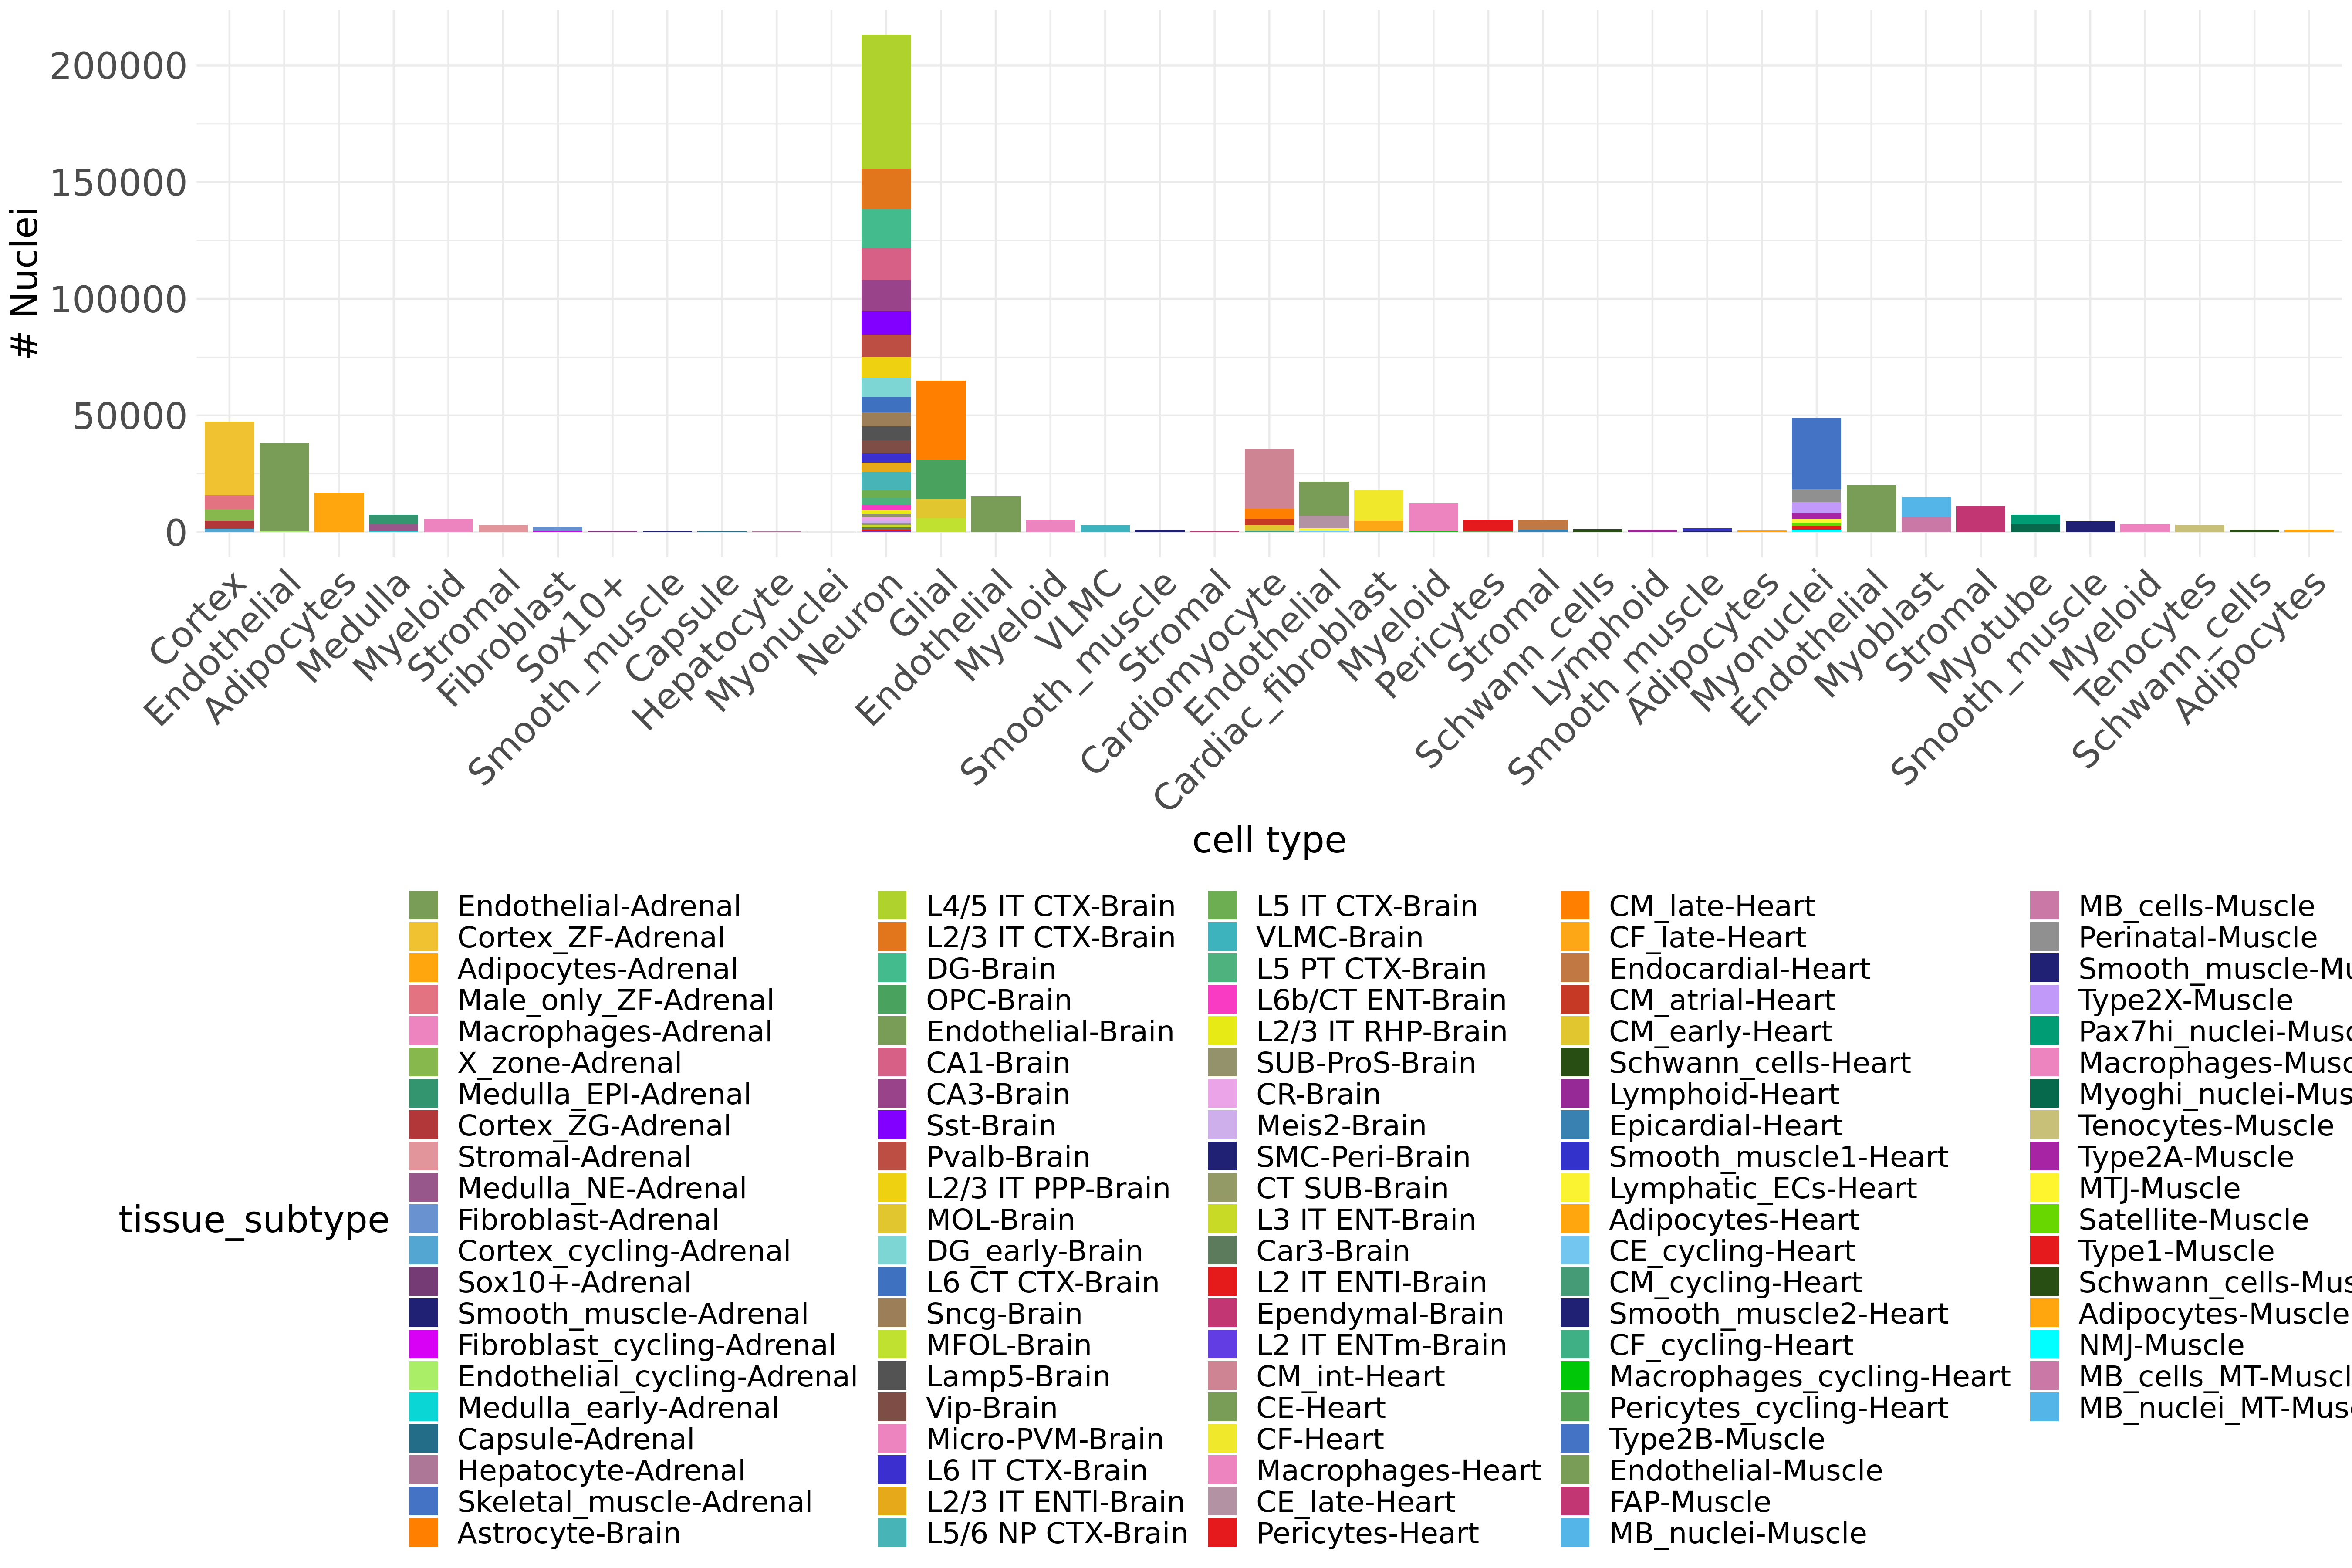 200000
150000
100000
50000
0
# Nuclei
Cortex
Endothelial
Adipocytes
Medulla
Myeloid
Stromal
Fibroblast
Sox10+
Smooth_muscle
Capsule
Hepatocyte
Myonuclei
Neuron
Glial
Endothelial
Myeloid
VLMC
Smooth_muscle
Stromal
Cardiomyocyte
Endothelial
Cardiac_fibroblast
Myeloid
Pericytes
Stromal
Schwann_cells
Lymphoid
Smooth_muscle
Adipocytes
Myonuclei
Endothelial
Myoblast
Stromal
Myotube
Smooth_muscle
Myeloid
Tenocytes
Schwann_cells
Adipocytes
cell type
tissue_subtype
Endothelial-Adrenal
Cortex_ZF-Adrenal
Adipocytes-Adrenal
Male_only_ZF-Adrenal
Macrophages-Adrenal
X_zone-Adrenal
Medulla_EPI-Adrenal
Cortex_ZG-Adrenal
Stromal-Adrenal
Medulla_NE-Adrenal
Fibroblast-Adrenal
Cortex_cycling-Adrenal
Sox10+-Adrenal
Smooth_muscle-Adrenal
Fibroblast_cycling-Adrenal
Endothelial_cycling-Adrenal
Medulla_early-Adrenal
Capsule-Adrenal
Hepatocyte-Adrenal
Skeletal_muscle-Adrenal
Astrocyte-Brain
L4/5 IT CTX-Brain
L2/3 IT CTX-Brain
DG-Brain
OPC-Brain
Endothelial-Brain
CA1-Brain
CA3-Brain
Sst-Brain
Pvalb-Brain
L2/3 IT PPP-Brain
MOL-Brain
DG_early-Brain
L6 CT CTX-Brain
Sncg-Brain
MFOL-Brain
Lamp5-Brain
Vip-Brain
Micro-PVM-Brain
L6 IT CTX-Brain
L2/3 IT ENTl-Brain
L5/6 NP CTX-Brain
L5 IT CTX-Brain
VLMC-Brain
L5 PT CTX-Brain
L6b/CT ENT-Brain
L2/3 IT RHP-Brain
SUB-ProS-Brain
CR-Brain
Meis2-Brain
SMC-Peri-Brain
CT SUB-Brain
L3 IT ENT-Brain
Car3-Brain
L2 IT ENTl-Brain
Ependymal-Brain
L2 IT ENTm-Brain
CM_int-Heart
CE-Heart
CF-Heart
Macrophages-Heart
CE_late-Heart
Pericytes-Heart
CM_late-Heart
CF_late-Heart
Endocardial-Heart
CM_atrial-Heart
CM_early-Heart
Schwann_cells-Heart
Lymphoid-Heart
Epicardial-Heart
Smooth_muscle1-Heart
Lymphatic_ECs-Heart
Adipocytes-Heart
CE_cycling-Heart
CM_cycling-Heart
Smooth_muscle2-Heart
CF_cycling-Heart
Macrophages_cycling-Heart
Pericytes_cycling-Heart
Type2B-Muscle
Endothelial-Muscle
FAP-Muscle
MB_nuclei-Muscle
MB_cells-Muscle
Perinatal-Muscle
Smooth_muscle-Mu
Type2X-Muscle
Pax7hi_nuclei-Musc
Macrophages-Musc
Myoghi_nuclei-Mus
Tenocytes-Muscle
Type2A-Muscle
MTJ-Muscle
Satellite-Muscle
Type1-Muscle
Schwann_cells-Mus
Adipocytes-Muscle
NMJ-Muscle
MB_cells_MT-Muscl
MB_nuclei_MT-Musc